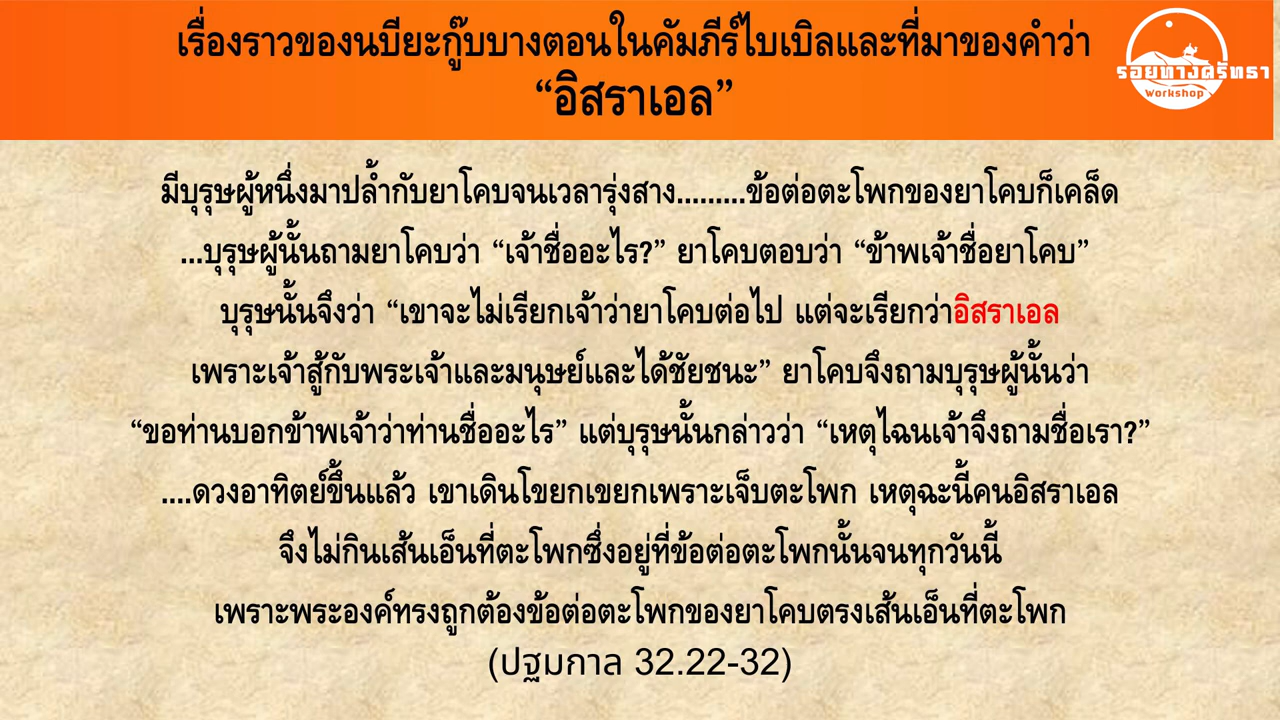 เรื่องราวของนบียะกู๊บบางตอนในคัมภีร์ไบเบิลและที่มาของคำว่า
“อิสราเอล”
รอยทางศรัทธา
Workshop
มีบุรุษผู้หนึ่งมาปล้ำกับยาโคบจนเวลารุ่งสาง.........ข้อต่อตะโพกของยาโคบก็เคล็ด
...บุรุษผู้นั้นถามยาโคบว่า “เจ้าชื่ออะไร?” ยาโคบตอบว่า “ข้าพเจ้าชื่อยาโคบ”
บุรุษนั้นจึงว่า “เขาจะไม่เรียกเจ้าว่ายาโคบต่อไป แต่จะเรียกว่าอิสราเอล
เพราะเจ้าสู้กับพระเจ้าและมนุษย์และได้ชัยชนะ” ยาโคบจึงถามบุรุษผู้นั้นว่า
“ขอท่านบอกข้าพเจ้าว่าท่านชื่ออะไร” แต่บุรุษนั้นกล่าวว่า “เหตุไฉนเจ้าจึงถามชื่อเรา?”
....ดวงอาทิตย์ขึ้นแล้ว เขาเดินโขยกเขยกเพราะเจ็บตะโพก เหตุฉะนี้คนอิสราเอล
จึงไม่กินเส้นเอ็นที่ตะโพกซึ่งอยู่ที่ข้อต่อตะโพกนั้นจนทุกวันนี้
เพราะพระองค์ทรงถูกต้องข้อต่อตะโพกของยาโคบตรงเส้นเอ็นที่ตะโพก
(ปฐมกาล 32.22-32)